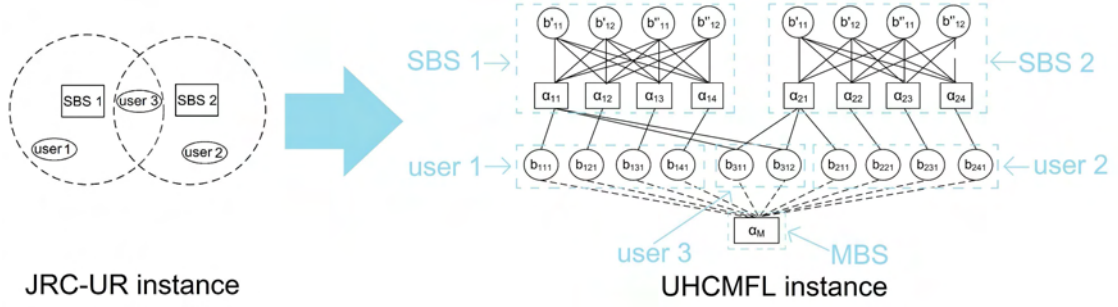 b'₁₁ b'₁₂ b''₁₁ b''₁₂ b'₁₁ b'₁₂ b''₁₁ b''₁₂
SBS 1
SBS 2
α₁₁ α₁₂ α₁₃ α₁₄ α₂₁ α₂₂ α₂₃ α₂₄
SBS 1
user 3
SBS 2
user 1
user 2
user 1
b₁₁₁ b₁₂₁ b₁₃₁ b₁₄₁ b₃₁₁ b₃₁₂ b₂₁₁ b₂₂₁ b₂₃₁ b₂₄₁
user 2
α_M
user 3
MBS
JRC-UR instance
UHCMFL instance